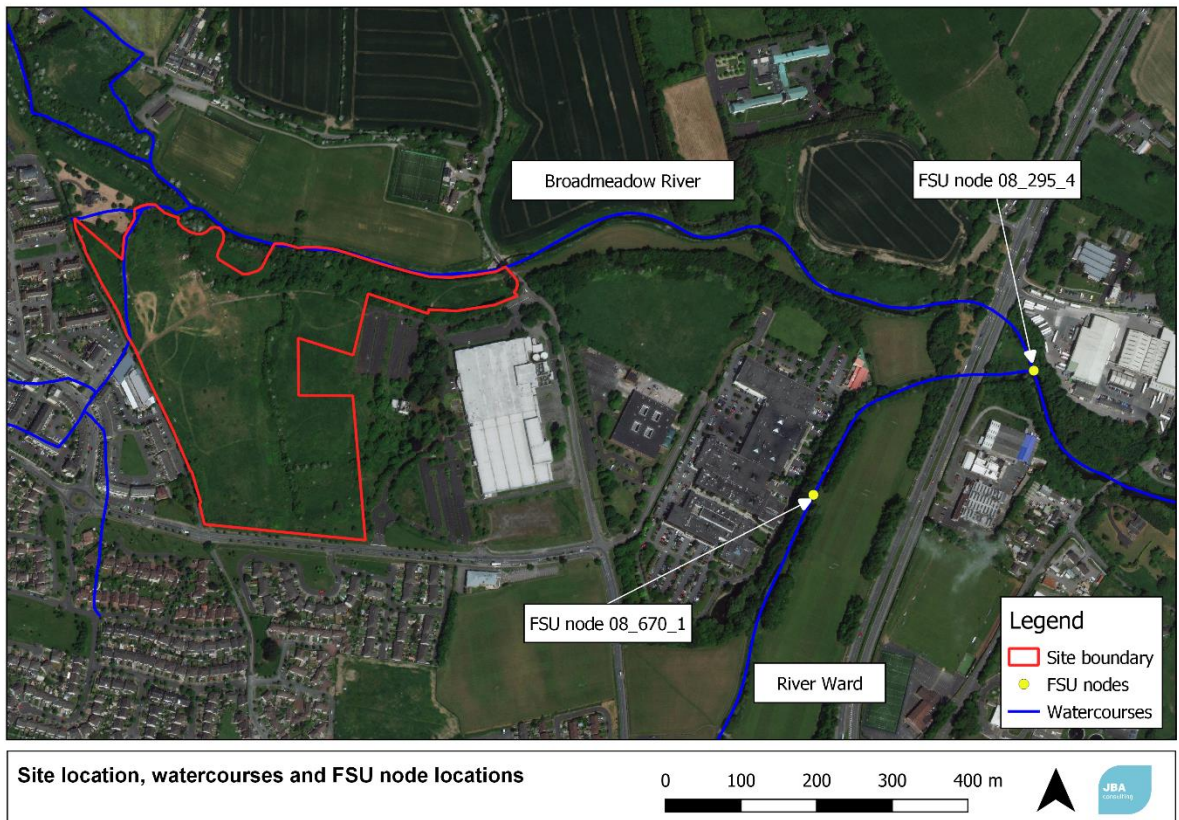 Broadmeadow River
FSU node 08_295_4
FSU node 08_670_1
River Ward
Legend
Site boundary
FSU nodes
Watercourses
Site location, watercourses and FSU node locations
0 100 200 300 400 m
JBA
consulting